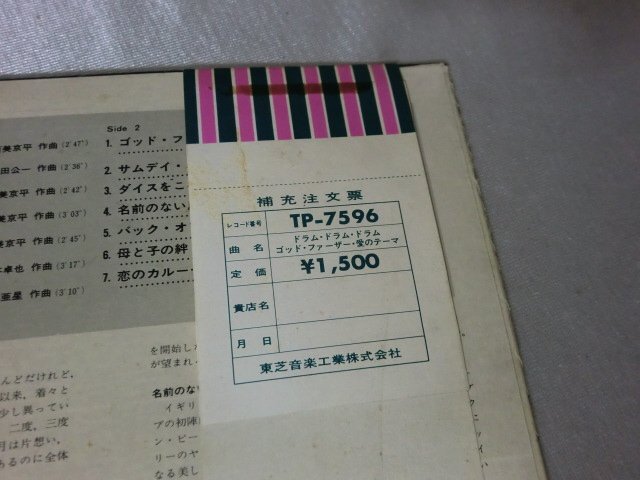 美京平 作曲 (2′47″)
田公一 作曲 (2′36″)
美京平 作曲 (2′42″)
美京平 作曲 (3′03″)
美京平 作曲 (2′45″)
卓也 作曲 (3′17″)
亜星 作曲 (3′10″)
Side 2
1. ゴッド・フ
2. サムデイ・
3. ダイスをこ
4. 名前のない
5. バック・オ
6. 母と子の絆
7. 恋のカルー
補充注文票
レコード番号 TP-7596
曲名 ドラム・ドラム・ドラム
ゴッド・ファーザー・愛のテーマ
定価 ¥1,500
貴店名
月日
東芝音楽工業株式会社
んどだけれど,
以来, 着々と
少し異ってい
二度, 三度
月は片想い,
あるのに全体
を開始し
が望まれ
名前のな
イギリ
プの初陣
ン・ピー
リーのヤ
なる美し